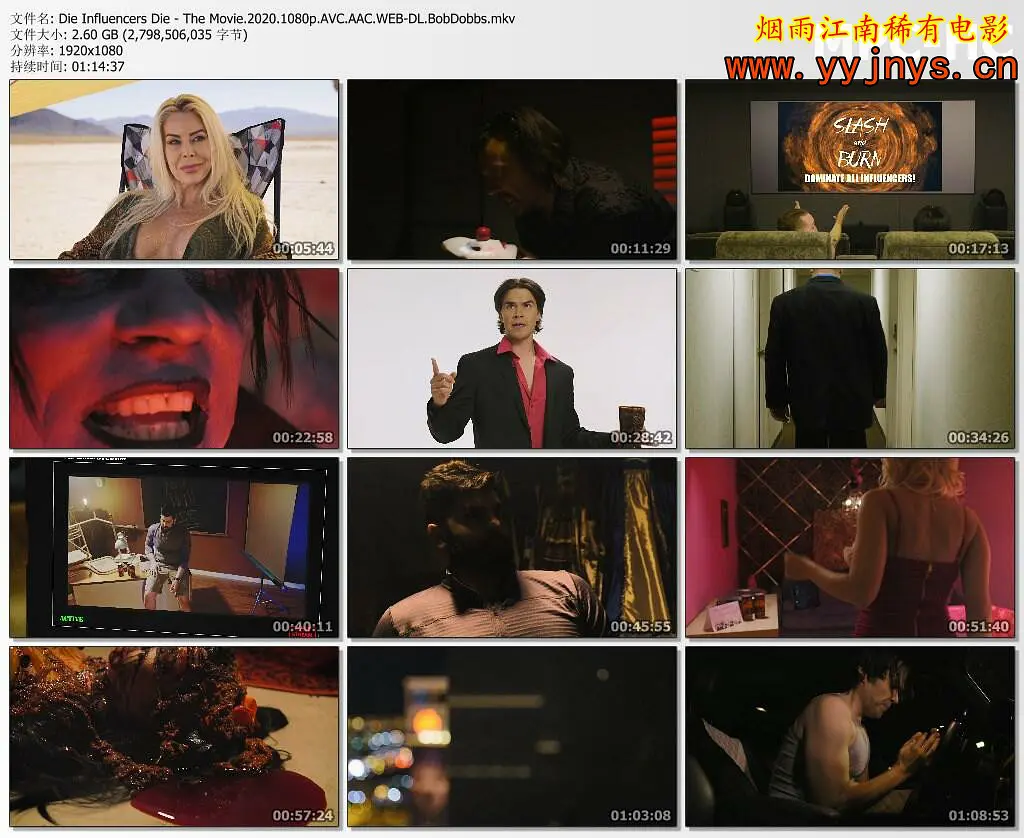 文件名: Die Influencers Die - The Movie.2020.1080p.AVC.AAC.WEB-DL.BobDobbs.mkv
文件大小: 2.60 GB (2,798,506,035 字节)
分辨率: 1920x1080
持续时间: 01:14:37
烟雨江南稀有电影
www.yyjnys.cn
00:05:44
00:11:29
SLASH
and
BURN
DOMINATE ALL INFLUENCERS!
00:17:13
00:22:58
00:28:42
00:34:26
ACTIVE
00:40:11
00:45:55
00:51:40
00:57:24
01:03:08
01:08:53